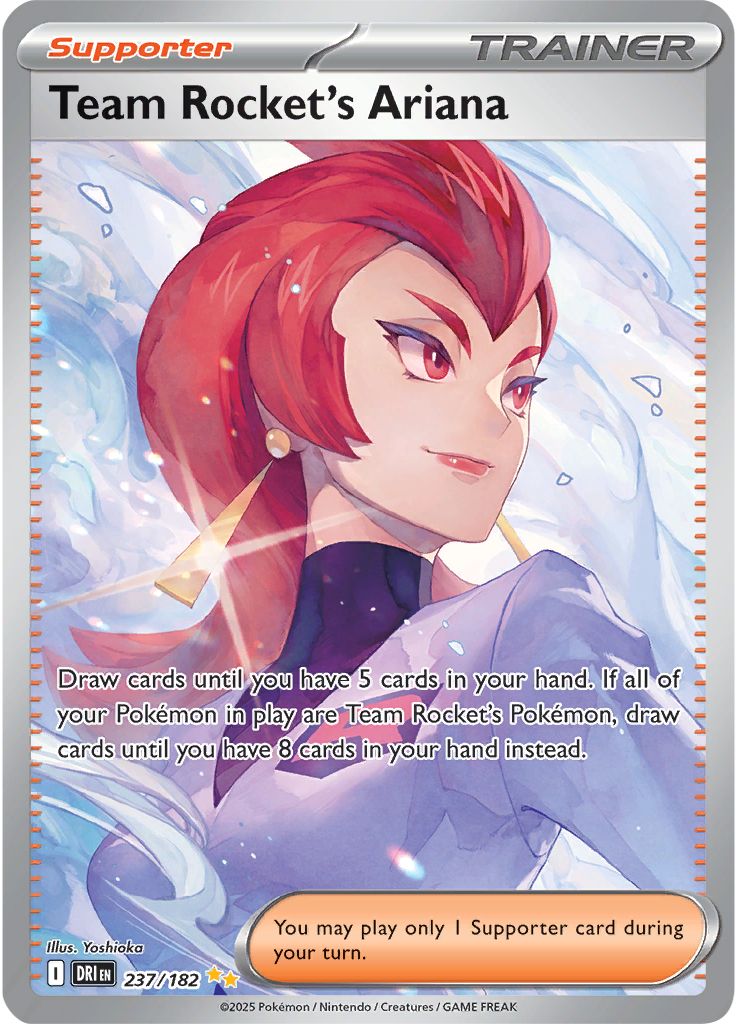 Supporter TRAINER
Team Rocket's Ariana
Draw cards until you have 5 cards in your hand. If all of
your Pokémon in play are Team Rocket's Pokémon, draw
cards until you have 8 cards in your hand instead.
You may play only 1 Supporter card during
your turn.
Illus. Yoshioka
I DRI EN 237/182
©2025 Pokémon / Nintendo / Creatures / GAME FREAK